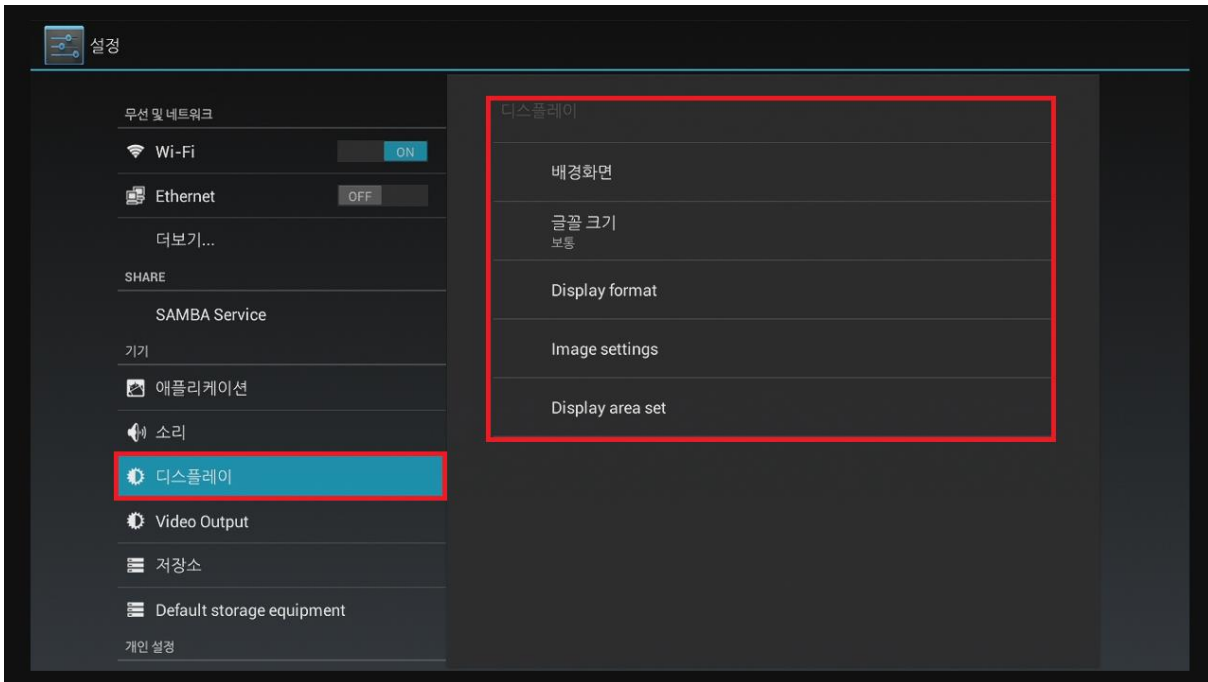 설정
무선 및 네트워크
Wi-Fi ON
Ethernet OFF
더보기...
SHARE
SAMBA Service
기기
애플리케이션
소리
디스플레이
Video Output
저장소
Default storage equipment
개인 설정
디스플레이
배경화면
글꼴 크기
보통
Display format
Image settings
Display area set